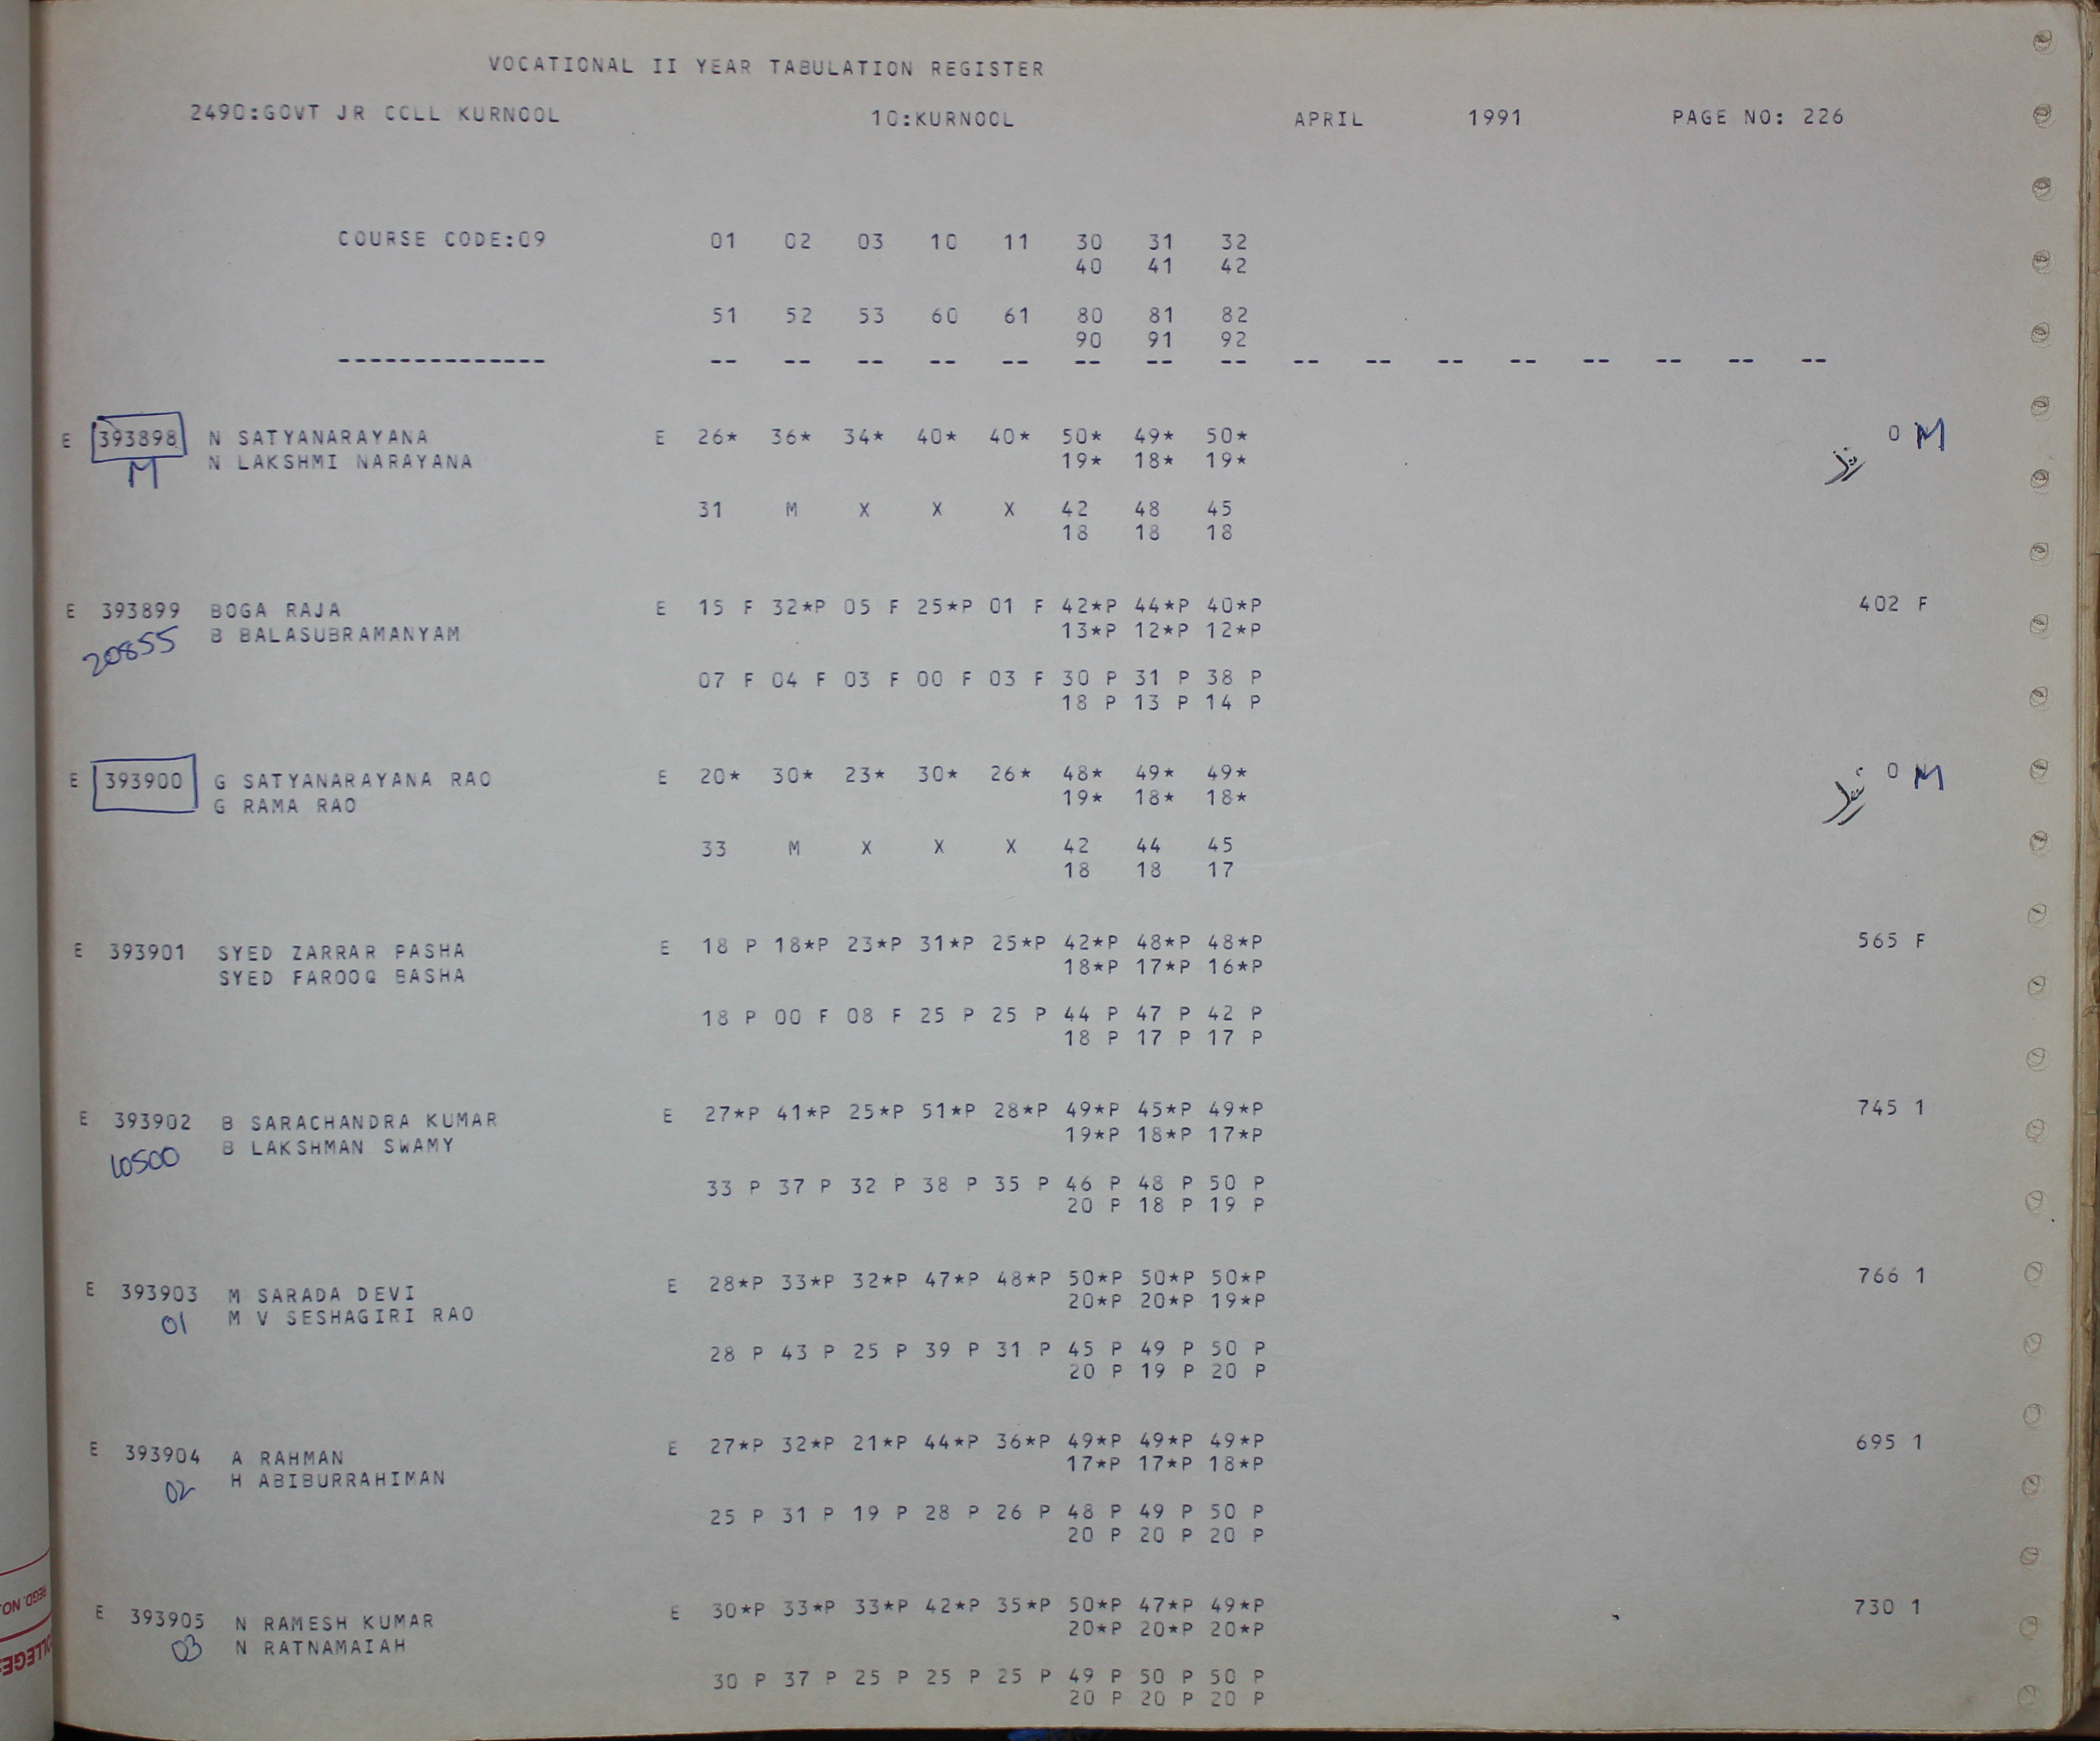 VOCATIONAL II YEAR TABULATION REGISTER
2490:GOVT JR COLL KURNOOL 10:KURNOOL APRIL 1991 PAGE NO: 226
COURSE CODE:09 01 02 03 10 11 30 31 32
40 41 42
51 52 53 60 61 80 81 82
90 91 92
-------------- -- -- -- -- -- -- -- -- -- -- -- -- -- -- -- --
E 393898 N SATYANARAYANA E 26* 36* 34* 40* 40* 50* 49* 50* 0 M
M N LAKSHMI NARAYANA 19* 18* 19*
31 M X X X 42 48 45
18 18 18
E 393899 BOGA RAJA E 15 F 32*P 05 F 25*P 01 F 42*P 44*P 40*P 402 F
20855 B BALASUBRAMANYAM 13*P 12*P 12*P
07 F 04 F 03 F 00 F 03 F 30 P 31 P 38 P
18 P 13 P 14 P
E 393900 G SATYANARAYANA RAO E 20* 30* 23* 30* 26* 48* 49* 49* 0 M
G RAMA RAO 19* 18* 18*
33 M X X X 42 44 45
18 18 17
E 393901 SYED ZARRAR PASHA E 18 P 18*P 23*P 31*P 25*P 42*P 48*P 48*P 565 F
SYED FAROOQ BASHA 18*P 17*P 16*P
18 P 00 F 08 F 25 P 25 P 44 P 47 P 42 P
18 P 17 P 17 P
E 393902 B SARACHANDRA KUMAR E 27*P 41*P 25*P 51*P 28*P 49*P 45*P 49*P 745 1
10500 B LAKSHMAN SWAMY 19*P 18*P 17*P
33 P 37 P 32 P 38 P 35 P 46 P 48 P 50 P
20 P 18 P 19 P
E 393903 M SARADA DEVI E 28*P 33*P 32*P 47*P 48*P 50*P 50*P 50*P 766 1
01 M V SESHAGIRI RAO 20*P 20*P 19*P
28 P 43 P 25 P 39 P 31 P 45 P 49 P 50 P
20 P 19 P 20 P
E 393904 A RAHMAN E 27*P 32*P 21*P 44*P 36*P 49*P 49*P 49*P 695 1
02 H ABIBURRAHIMAN 17*P 17*P 18*P
25 P 31 P 19 P 28 P 26 P 48 P 49 P 50 P
20 P 20 P 20 P
E 393905 N RAMESH KUMAR E 30*P 33*P 33*P 42*P 35*P 50*P 47*P 49*P 730 1
03 N RATNAMAIAH 20*P 20*P 20*P
30 P 37 P 25 P 25 P 25 P 49 P 50 P 50 P
20 P 20 P 20 P
REGD. NO